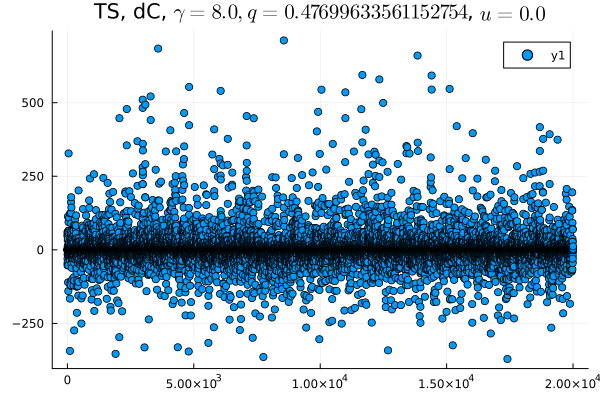 TS, dC, γ = 8.0, q = 0.47699633561152754, u = 0.0
y1
500
250
0
−250
0 5.00×10³ 1.00×10⁴ 1.50×10⁴ 2.00×10⁴